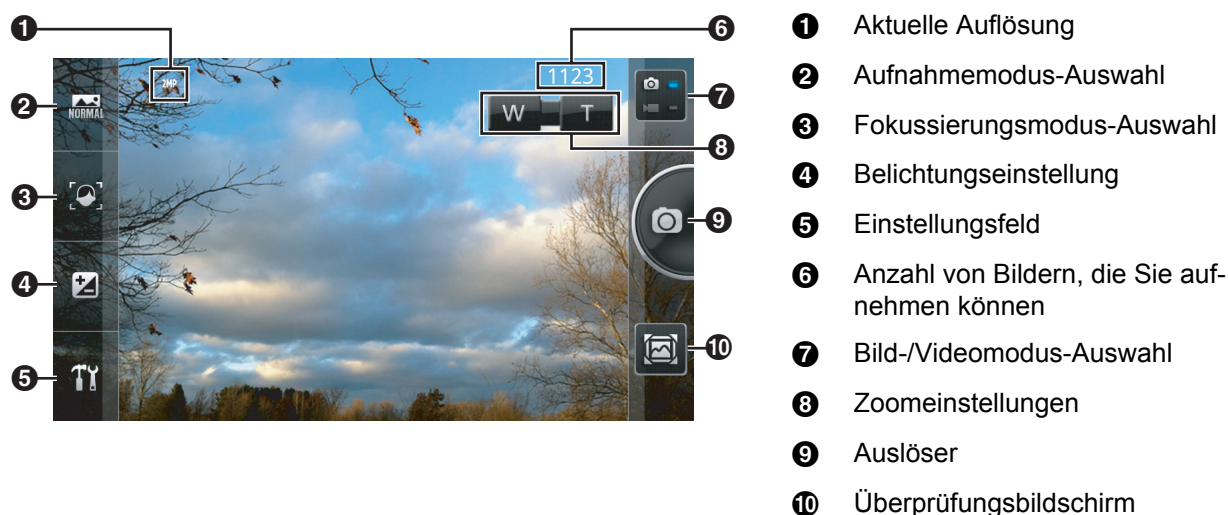 1
6
2MP
1123
2
NORMAL
W T
7
8
3
9
4
10
5
1 Aktuelle Auflösung
2 Aufnahmemodus-Auswahl
3 Fokussierungsmodus-Auswahl
4 Belichtungseinstellung
5 Einstellungsfeld
6 Anzahl von Bildern, die Sie auf-
nehmen können
7 Bild-/Videomodus-Auswahl
8 Zoomeinstellungen
9 Auslöser
10 Überprüfungsbildschirm